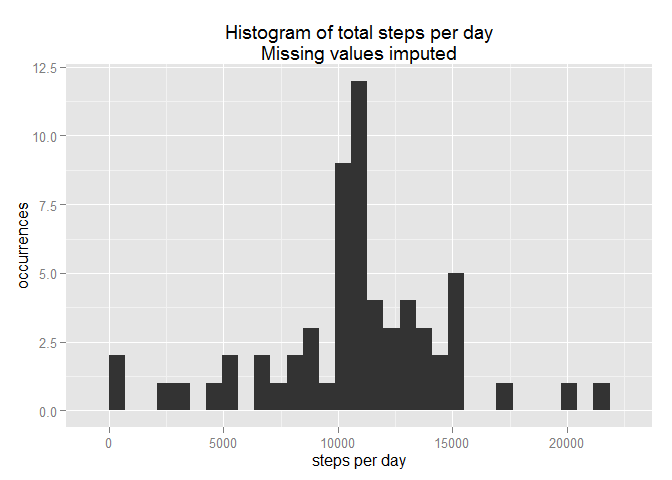 Histogram of total steps per day
Missing values imputed
12.5
10.0
7.5
5.0
2.5
0.0
occurrences
0 5000 10000 15000 20000
steps per day